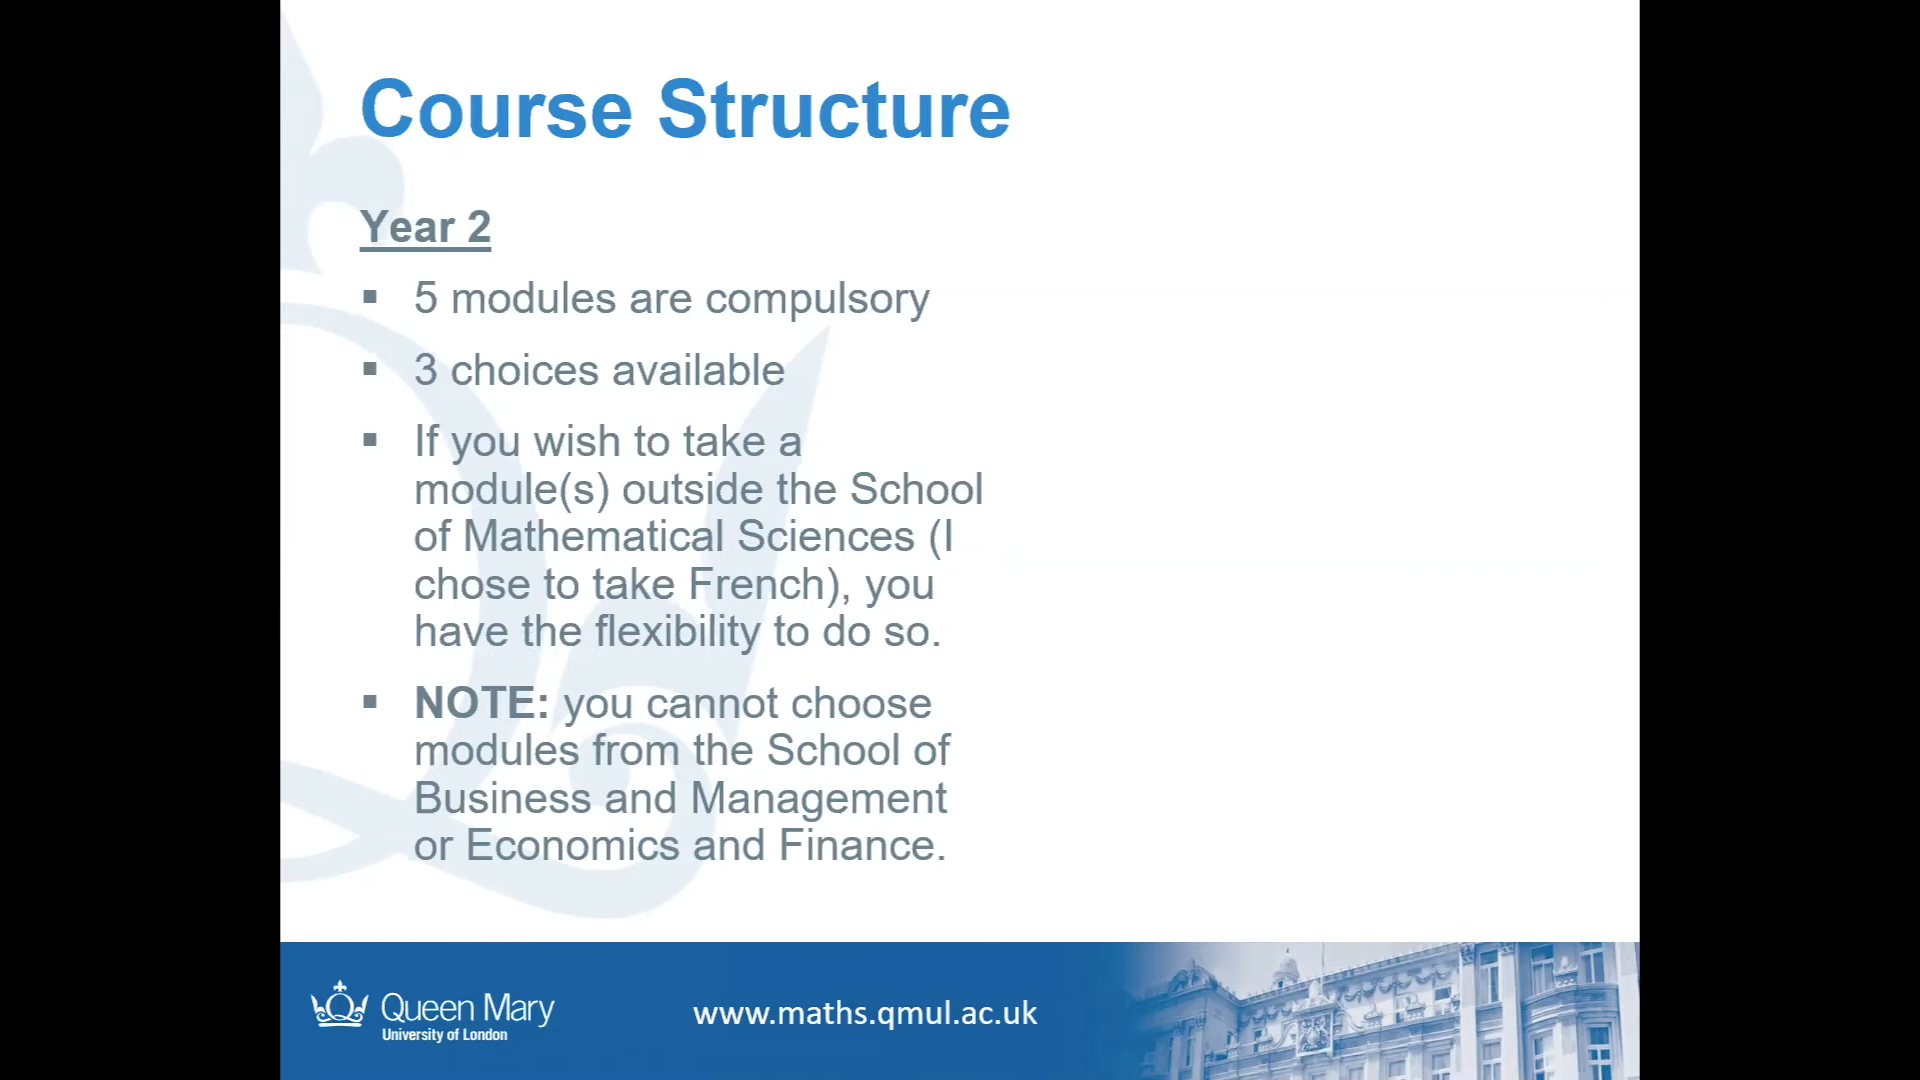 Course Structure
Year 2
▪ 5 modules are compulsory
▪ 3 choices available
▪ If you wish to take a
module(s) outside the School
of Mathematical Sciences (I
chose to take French), you
have the flexibility to do so.
▪ NOTE: you cannot choose
modules from the School of
Business and Management
or Economics and Finance.
Queen Mary
University of London
www.maths.qmul.ac.uk